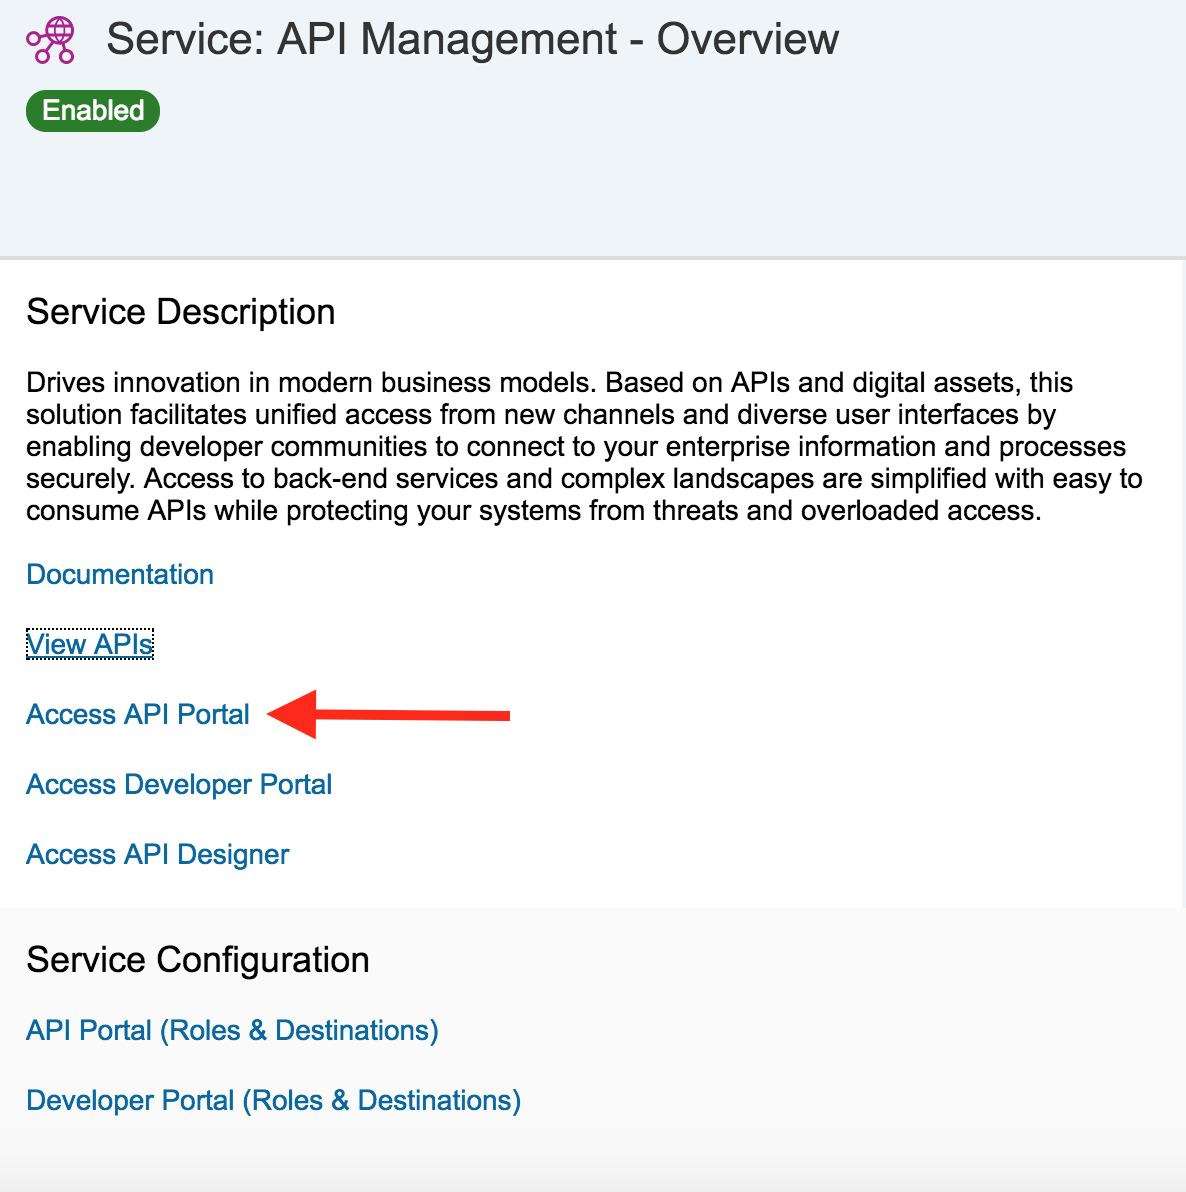 Service: API Management - Overview
Enabled
Service Description
Drives innovation in modern business models. Based on APIs and digital assets, this
solution facilitates unified access from new channels and diverse user interfaces by
enabling developer communities to connect to your enterprise information and processes
securely. Access to back-end services and complex landscapes are simplified with easy to
consume APIs while protecting your systems from threats and overloaded access.
Documentation
View APIs
Access API Portal
Access Developer Portal
Access API Designer
Service Configuration
API Portal (Roles & Destinations)
Developer Portal (Roles & Destinations)